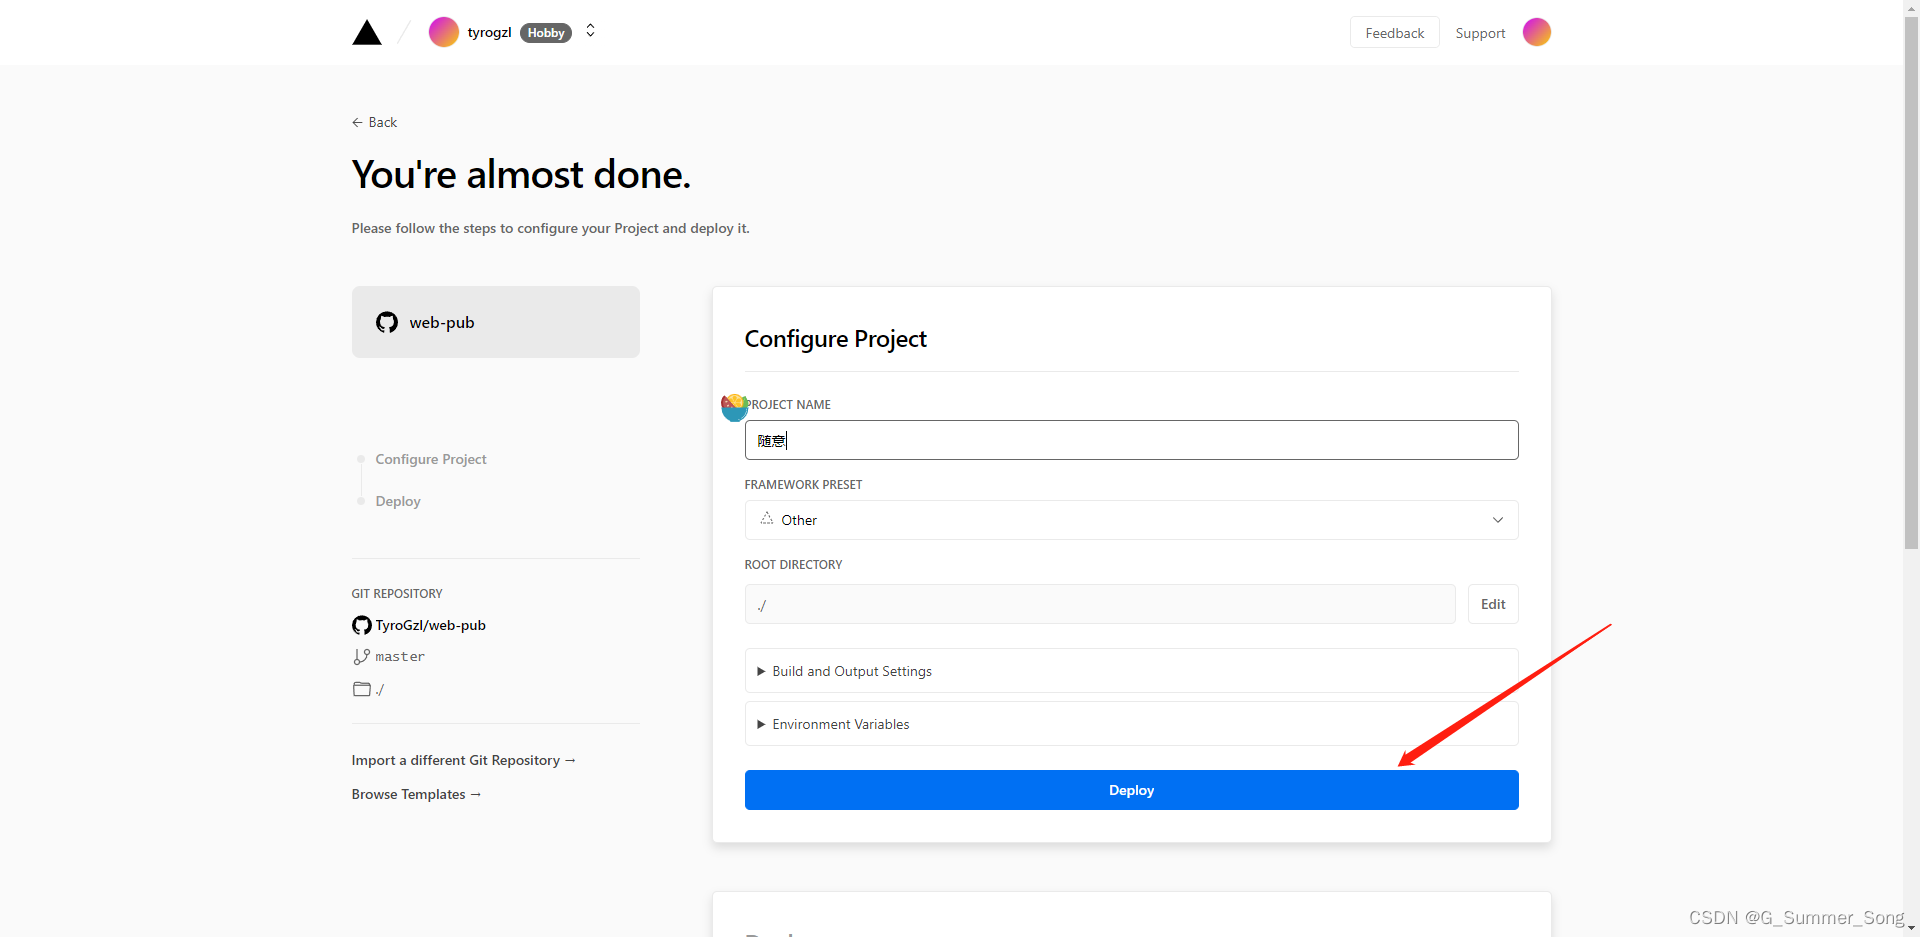 tyrogzl Hobby
Feedback Support
← Back
You're almost done.
Please follow the steps to configure your Project and deploy it.
web-pub
Configure Project
Deploy
GIT REPOSITORY
TyroGzl/web-pub
master
./
Import a different Git Repository →
Browse Templates →
Configure Project
PROJECT NAME
随意
FRAMEWORK PRESET
Other
ROOT DIRECTORY
./
Edit
Build and Output Settings
Environment Variables
Deploy
CSDN @G_Summer_Song